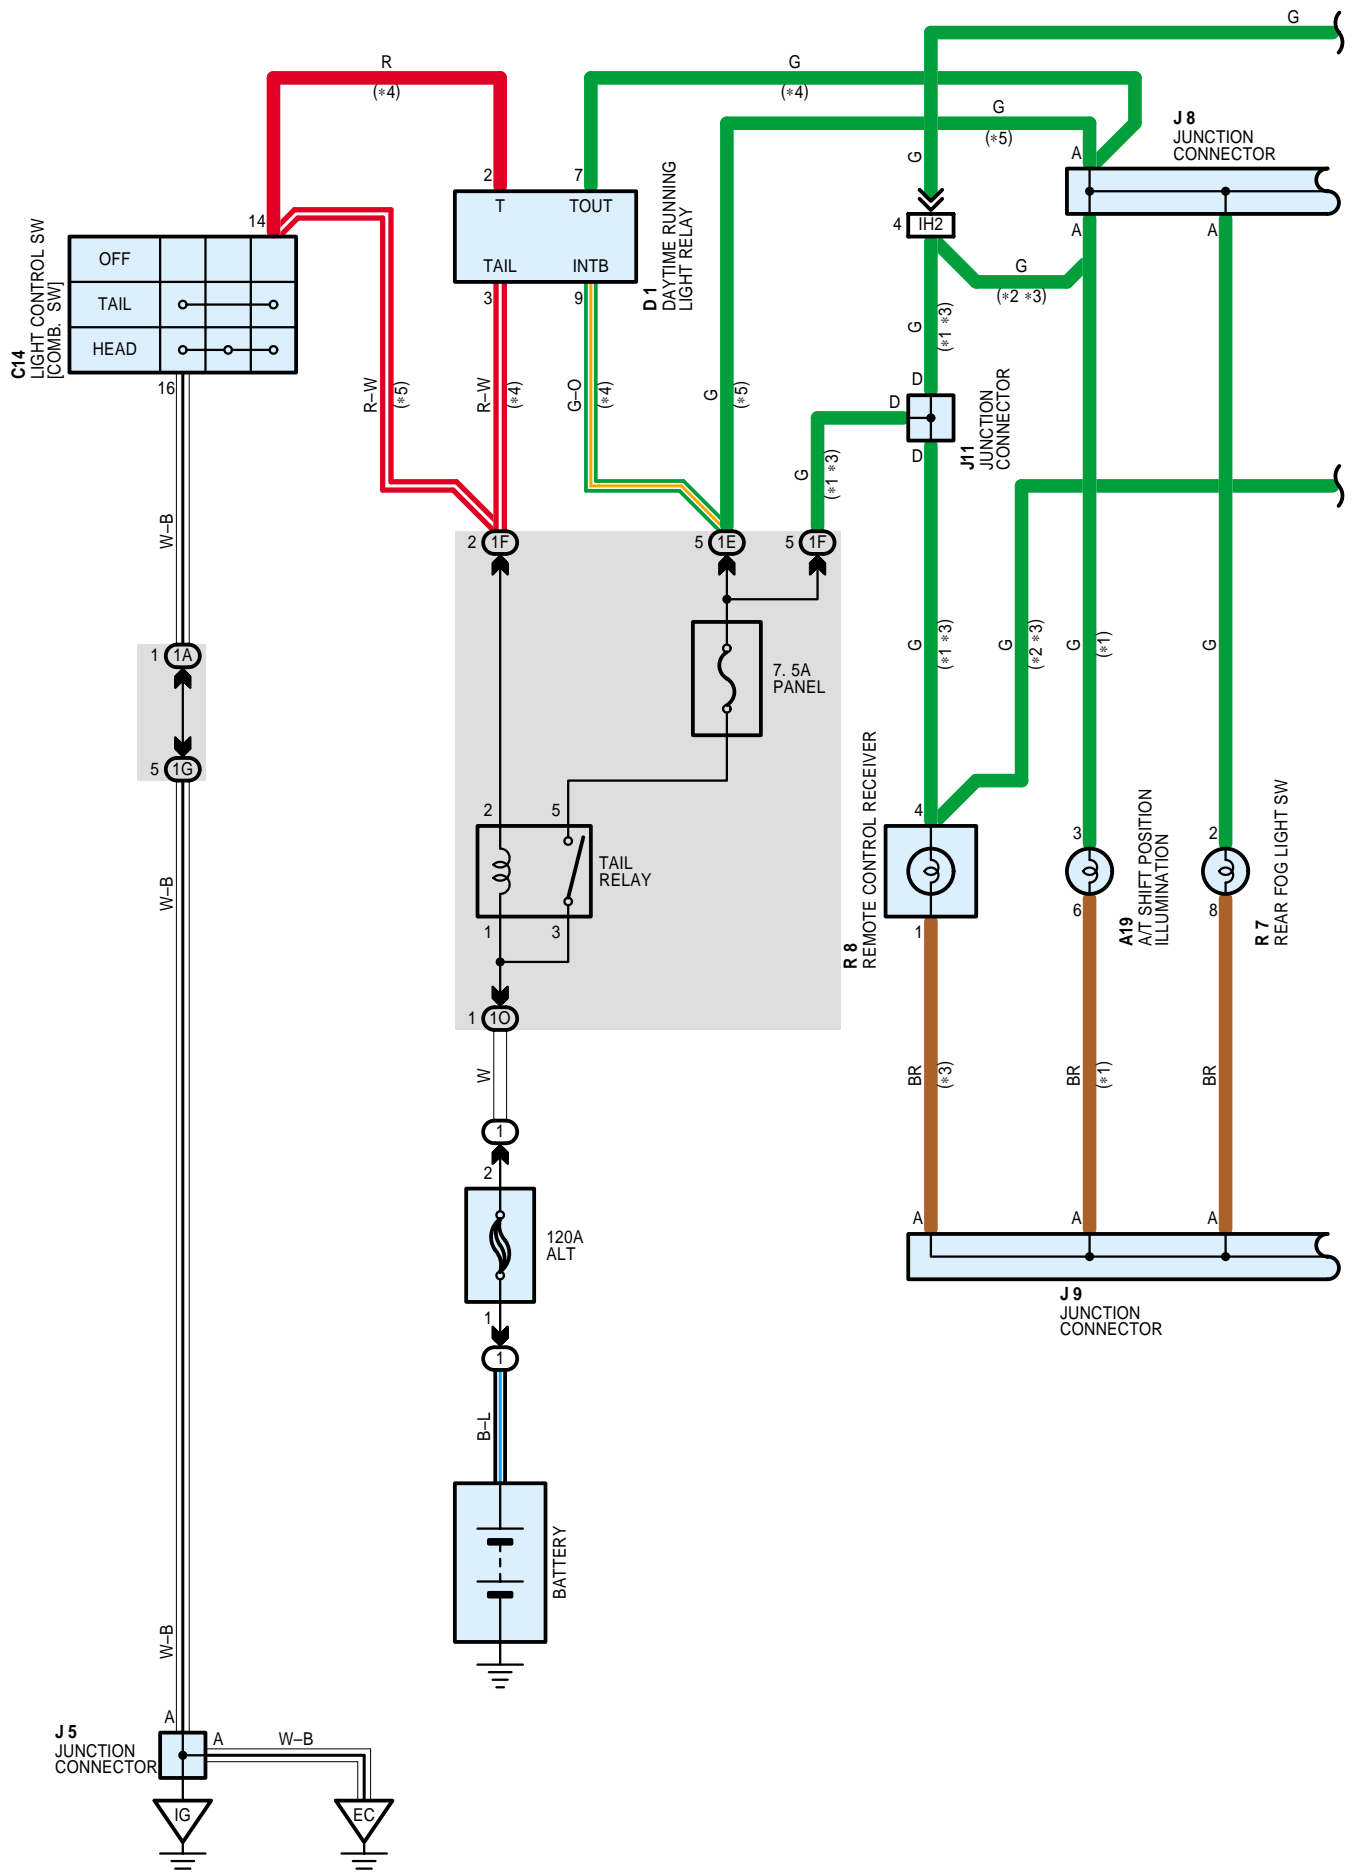 G
R
(∗4)
G
(∗4)
G
(∗5)
J 8
JUNCTION
CONNECTOR
A
G
2
7
T
TOUT
TAIL
INTB
3
9
D 1
DAYTIME RUNNING
LIGHT RELAY
14
C14
LIGHT CONTROL SW
[COMB. SW]
OFF
TAIL
HEAD
16
4
IH2
A
A
G
(∗2 ∗3)
G
(∗1 ∗3)
R–W
(∗5)
R–W
(∗4)
G–O
(∗4)
G
(∗5)
D
D
D
J11
JUNCTION
CONNECTOR
G
(∗1 ∗3)
W–B
2
1F
5
1E
5
1F
1
1A
5
1G
7. 5A
PANEL
G
(∗1 ∗3)
G
(∗2 ∗3)
G
(∗1)
G
2
5
TAIL
RELAY
1
3
1
1O
4
1
R 8
REMOTE CONTROL RECEIVER
3
6
A19
A/T SHIFT POSITION
ILLUMINATION
2
8
R 7
REAR FOG LIGHT SW
W–B
W
BR
(∗3)
BR
(∗1)
BR
1
2
120A
ALT
1
1
A
A
A
J 9
JUNCTION
CONNECTOR
B–L
BATTERY
W–B
A
J 5
JUNCTION
CONNECTOR
A
W–B
IG
EC